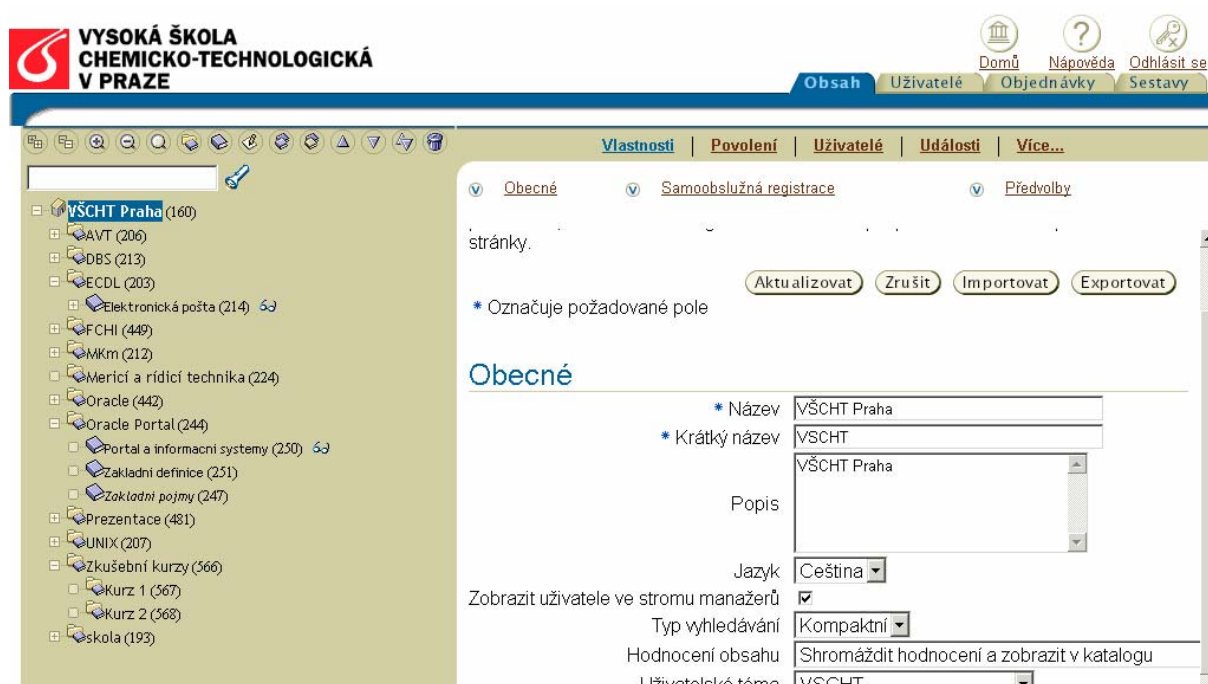 VYSOKÁ ŠKOLA
CHEMICKO-TECHNOLOGICKÁ
V PRAZE
Domů Nápověda Odhlásit se
Obsah Uživatelé Objednávky Sestavy
Vlastnosti | Povolení | Uživatelé | Události | Více...
Obecné Samoobslužná registrace Předvolby
VŠCHT Praha (160)
AVT (206)
DBS (213)
ECDL (203)
Elektronická pošta (214)
FCHI (449)
MKm (212)
Mericí a rídicí technika (224)
Oracle (442)
Oracle Portal (244)
Portal a informacni systemy (250)
Zakladni definice (251)
Zakladni pojmy (247)
Prezentace (481)
UNIX (207)
Zkušební kurzy (566)
Kurz 1 (567)
Kurz 2 (568)
skola (193)
stránky.
Aktualizovat Zrušit Importovat Exportovat
* Označuje požadované pole
Obecné
* Název VŠCHT Praha
* Krátký název VSCHT
Popis VŠCHT Praha
Jazyk Čeština
Zobrazit uživatele ve stromu manažerů
Typ vyhledávání Kompaktní
Hodnocení obsahu Shromáždit hodnocení a zobrazit v katalogu
Uživatelské téma VSCHT